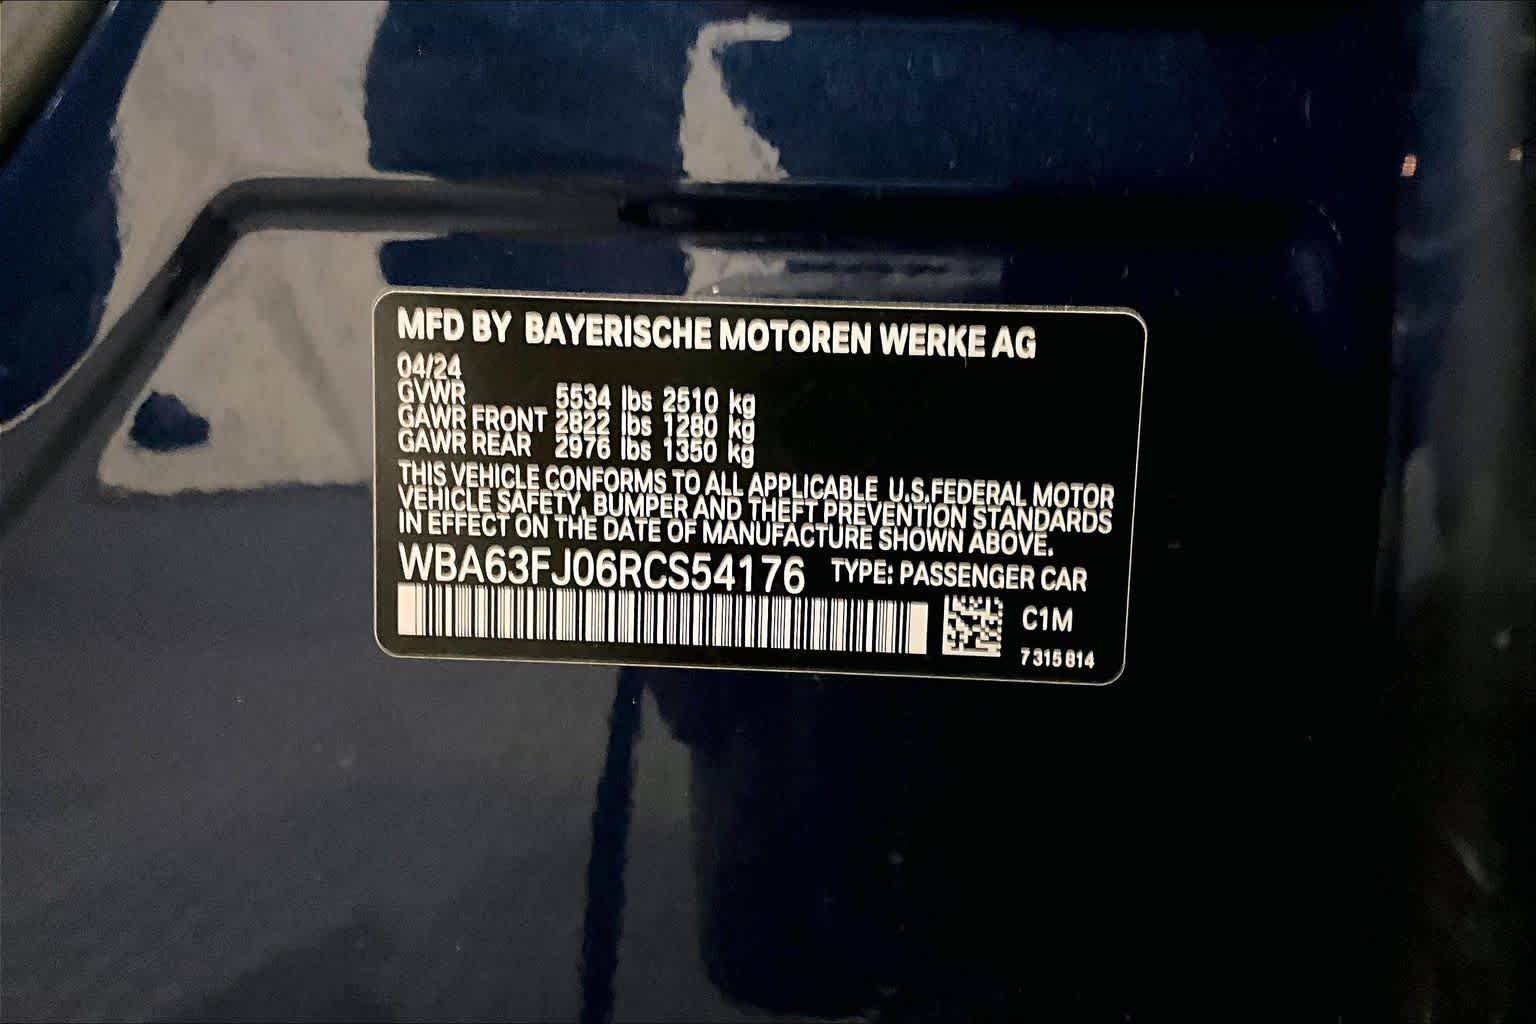 MFD BY BAYERISCHE MOTOREN WERKE AG
04/24
GVWR 5534 lbs 2510 kg
GAWR FRONT 2822 lbs 1280 kg
GAWR REAR 2976 lbs 1350 kg
THIS VEHICLE CONFORMS TO ALL APPLICABLE U.S.FEDERAL MOTOR
VEHICLE SAFETY, BUMPER AND THEFT PREVENTION STANDARDS
IN EFFECT ON THE DATE OF MANUFACTURE SHOWN ABOVE.
WBA63FJ06RCS54176 TYPE: PASSENGER CAR
C1M
7315814